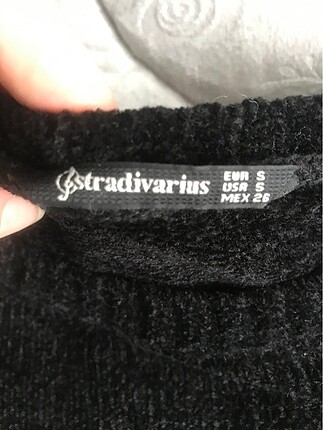 stradivarius
EUR S
USA S
MEX 26